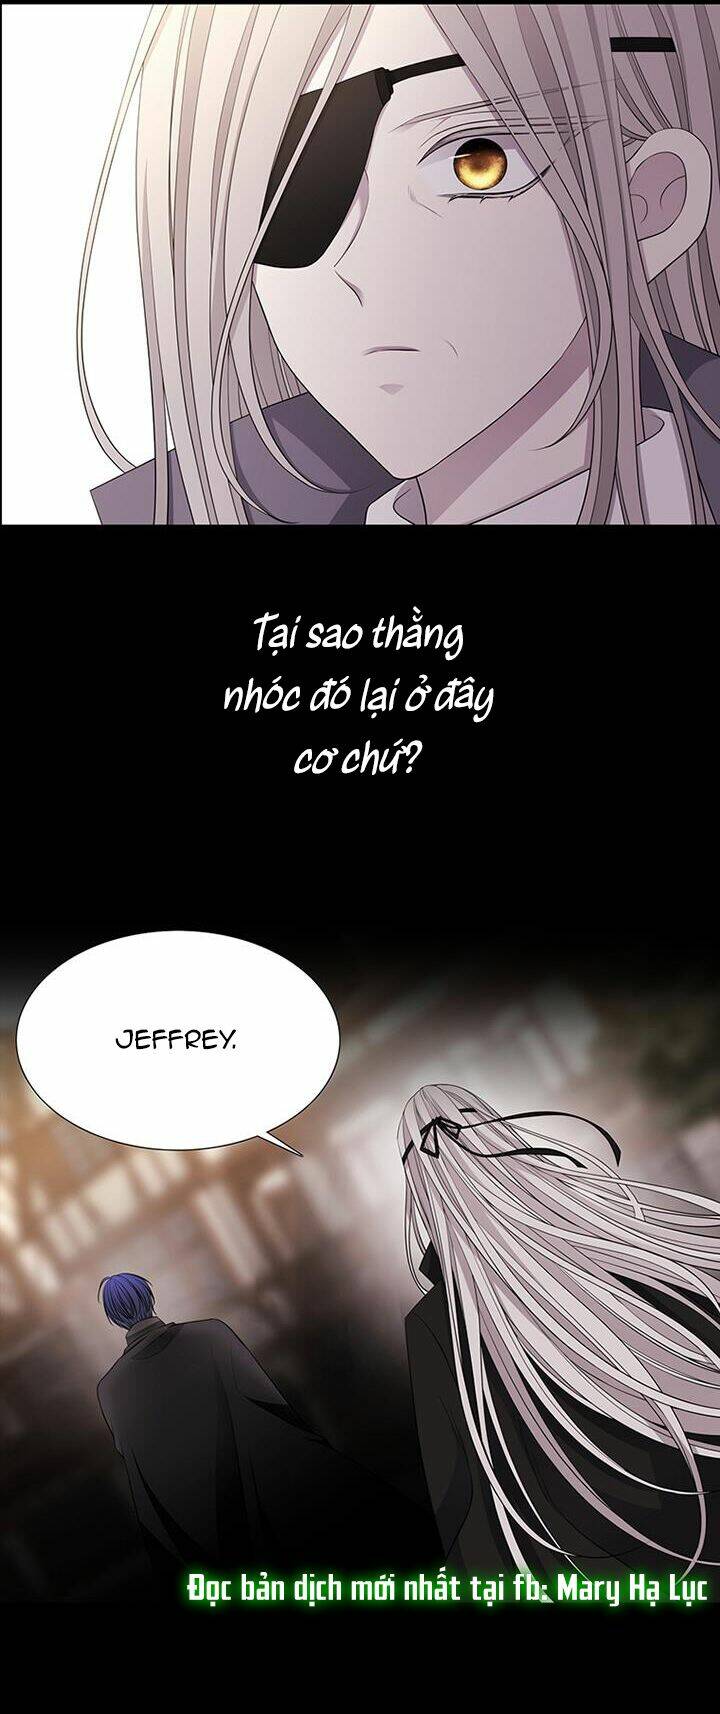 Tại sao thằng
nhóc đó lại ở đây
cơ chứ?
JEFFREY.
Đọc bản dịch mới nhất tại fb: Mary Hạ Lục